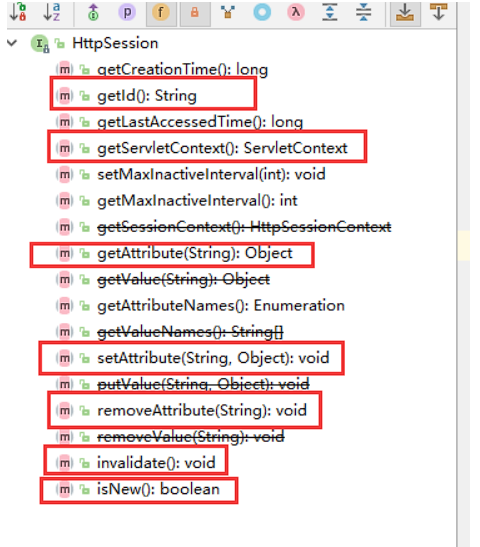 HttpSession
getCreationTime(): long
getId(): String
getLastAccessedTime(): long
getServletContext(): ServletContext
setMaxInactiveInterval(int): void
getMaxInactiveInterval(): int
getSessionContext(): HttpSessionContext
getAttribute(String): Object
getValue(String): Object
getAttributeNames(): Enumeration
getValueNames(): String[]
setAttribute(String, Object): void
putValue(String, Object): void
removeAttribute(String): void
removeValue(String): void
invalidate(): void
isNew(): boolean